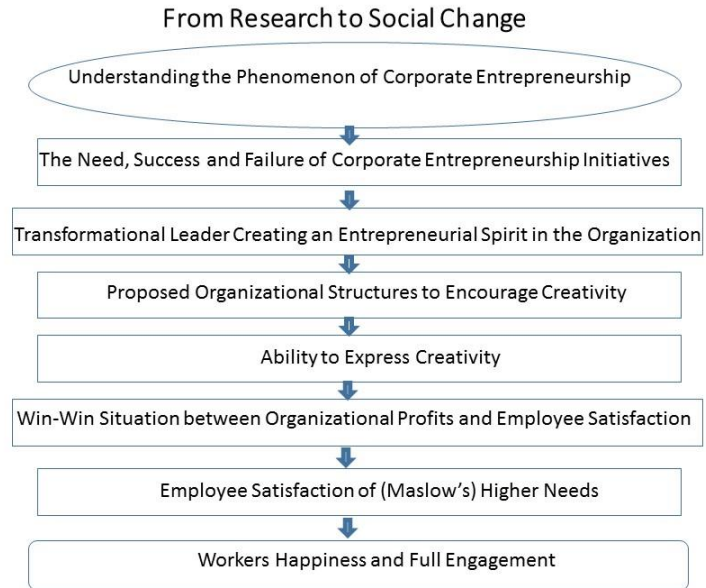 From Research to Social Change
Understanding the Phenomenon of Corporate Entrepreneurship
The Need, Success and Failure of Corporate Entrepreneurship Initiatives
Transformational Leader Creating an Entrepreneurial Spirit in the Organization
Proposed Organizational Structures to Encourage Creativity
Ability to Express Creativity
Win-Win Situation between Organizational Profits and Employee Satisfaction
Employee Satisfaction of (Maslow's) Higher Needs
Workers Happiness and Full Engagement